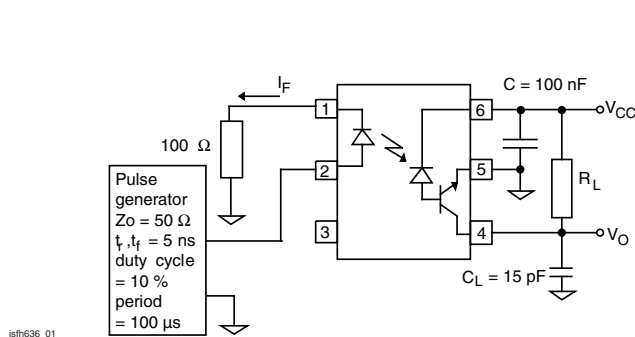 I_F
C = 100 nF
1
6
V_CC
100 Ω
2
5
R_L
Pulse
generator
Zo = 50 Ω
t_r, t_f = 5 ns
duty cycle
= 10 %
period
= 100 µs
3
4
V_O
C_L = 15 pF
isfh636_01